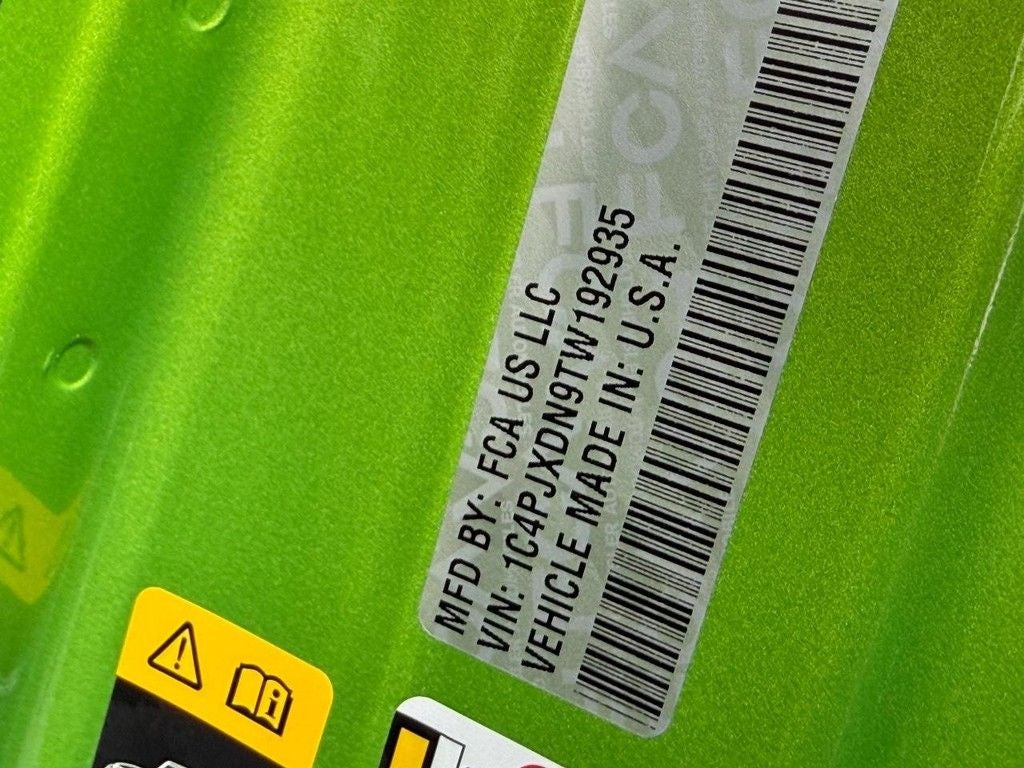 MFD BY: FCA US LLC
VIN: 1C4PJXDN9TW192935
VEHICLE MADE IN: U.S.A.